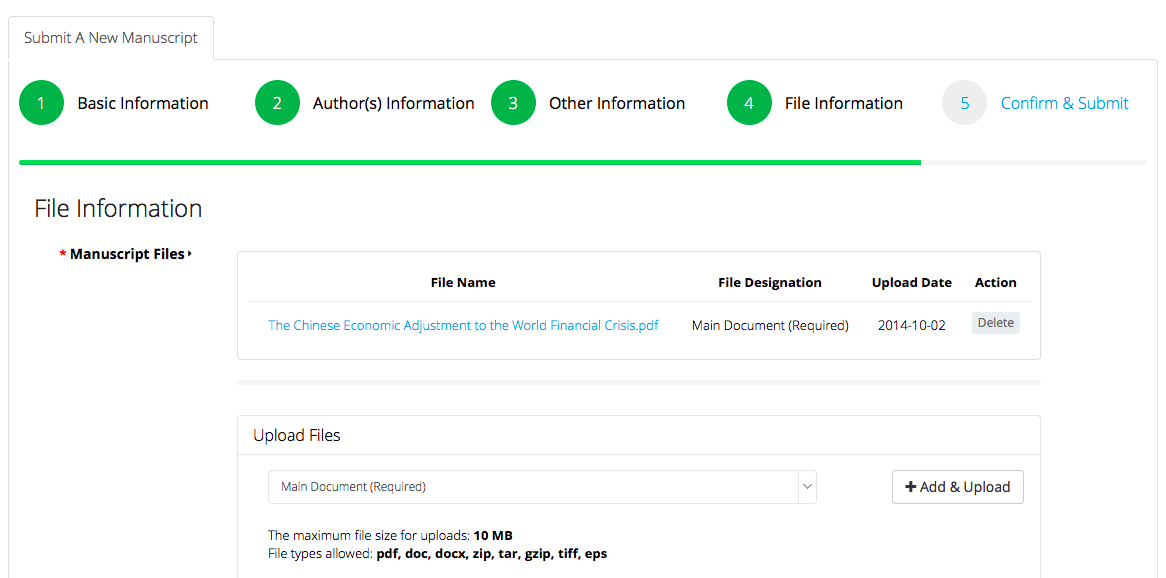 Submit A New Manuscript
1 Basic Information 2 Author(s) Information 3 Other Information 4 File Information 5 Confirm & Submit
File Information
* Manuscript Files
File Name File Designation Upload Date Action
The Chinese Economic Adjustment to the World Financial Crisis.pdf Main Document (Required) 2014-10-02 Delete
Upload Files
Main Document (Required) + Add & Upload
The maximum file size for uploads: 10 MB
File types allowed: pdf, doc, docx, zip, tar, gzip, tiff, eps